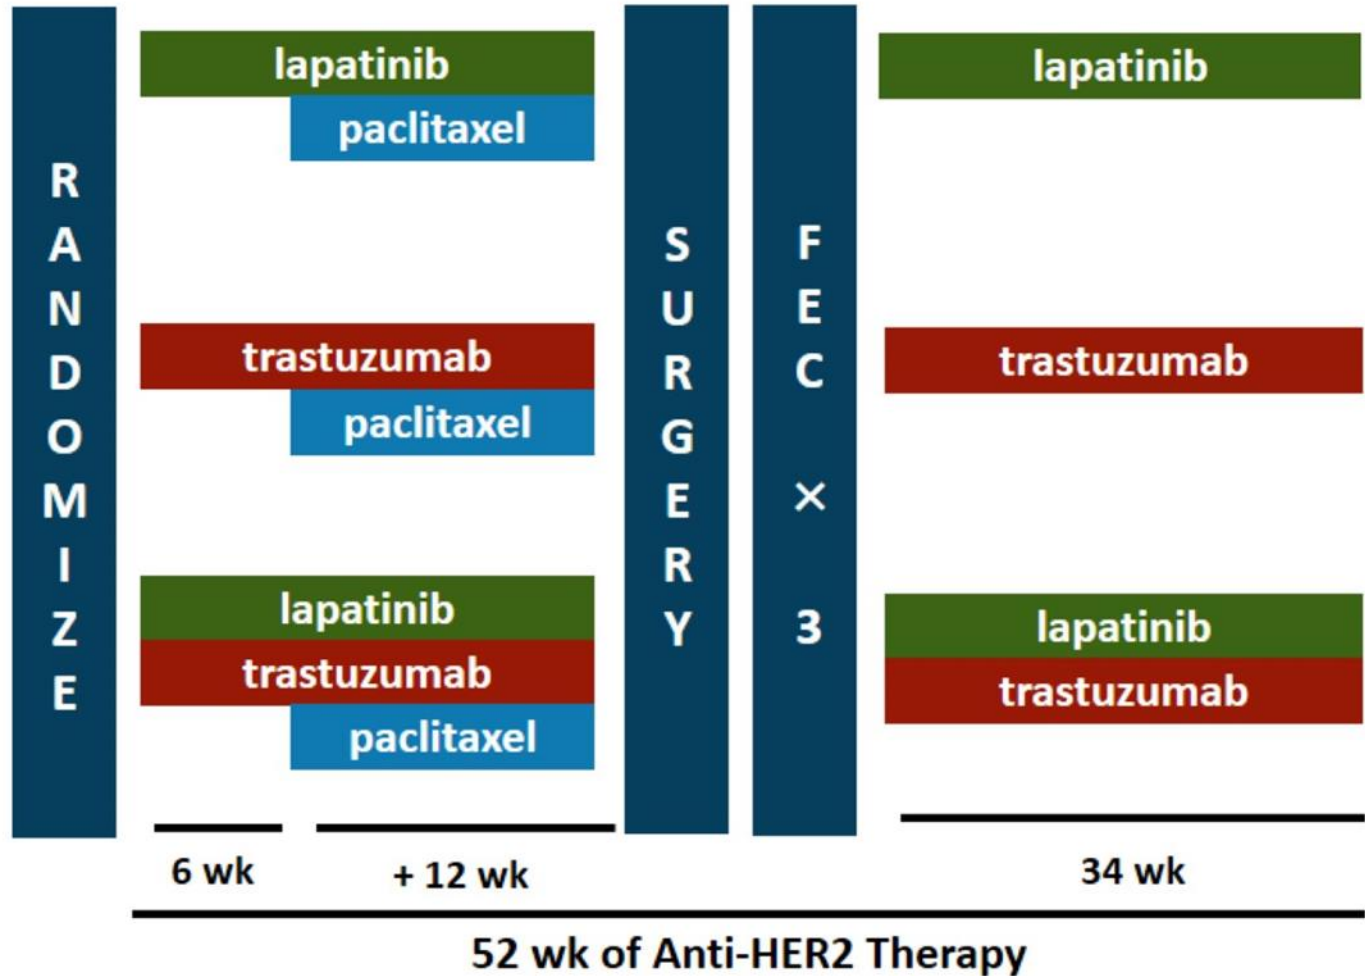 RANDOMIZE
lapatinib
paclitaxel
trastuzumab
paclitaxel
lapatinib
trastuzumab
paclitaxel
SURGERY
FEC × 3
lapatinib
trastuzumab
lapatinib
trastuzumab
6 wk
+ 12 wk
34 wk
52 wk of Anti-HER2 Therapy